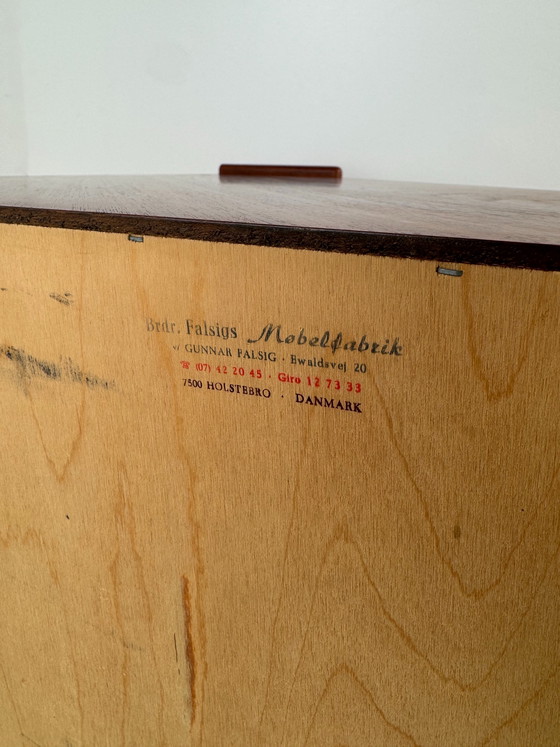 Brdr. Falsigs Møbelfabrik
v/ GUNNAR FALSIG · Ewaldsvej 20
☎ (07) 42 20 45 · Giro 12 73 33
7500 HOLSTEBRO · DANMARK